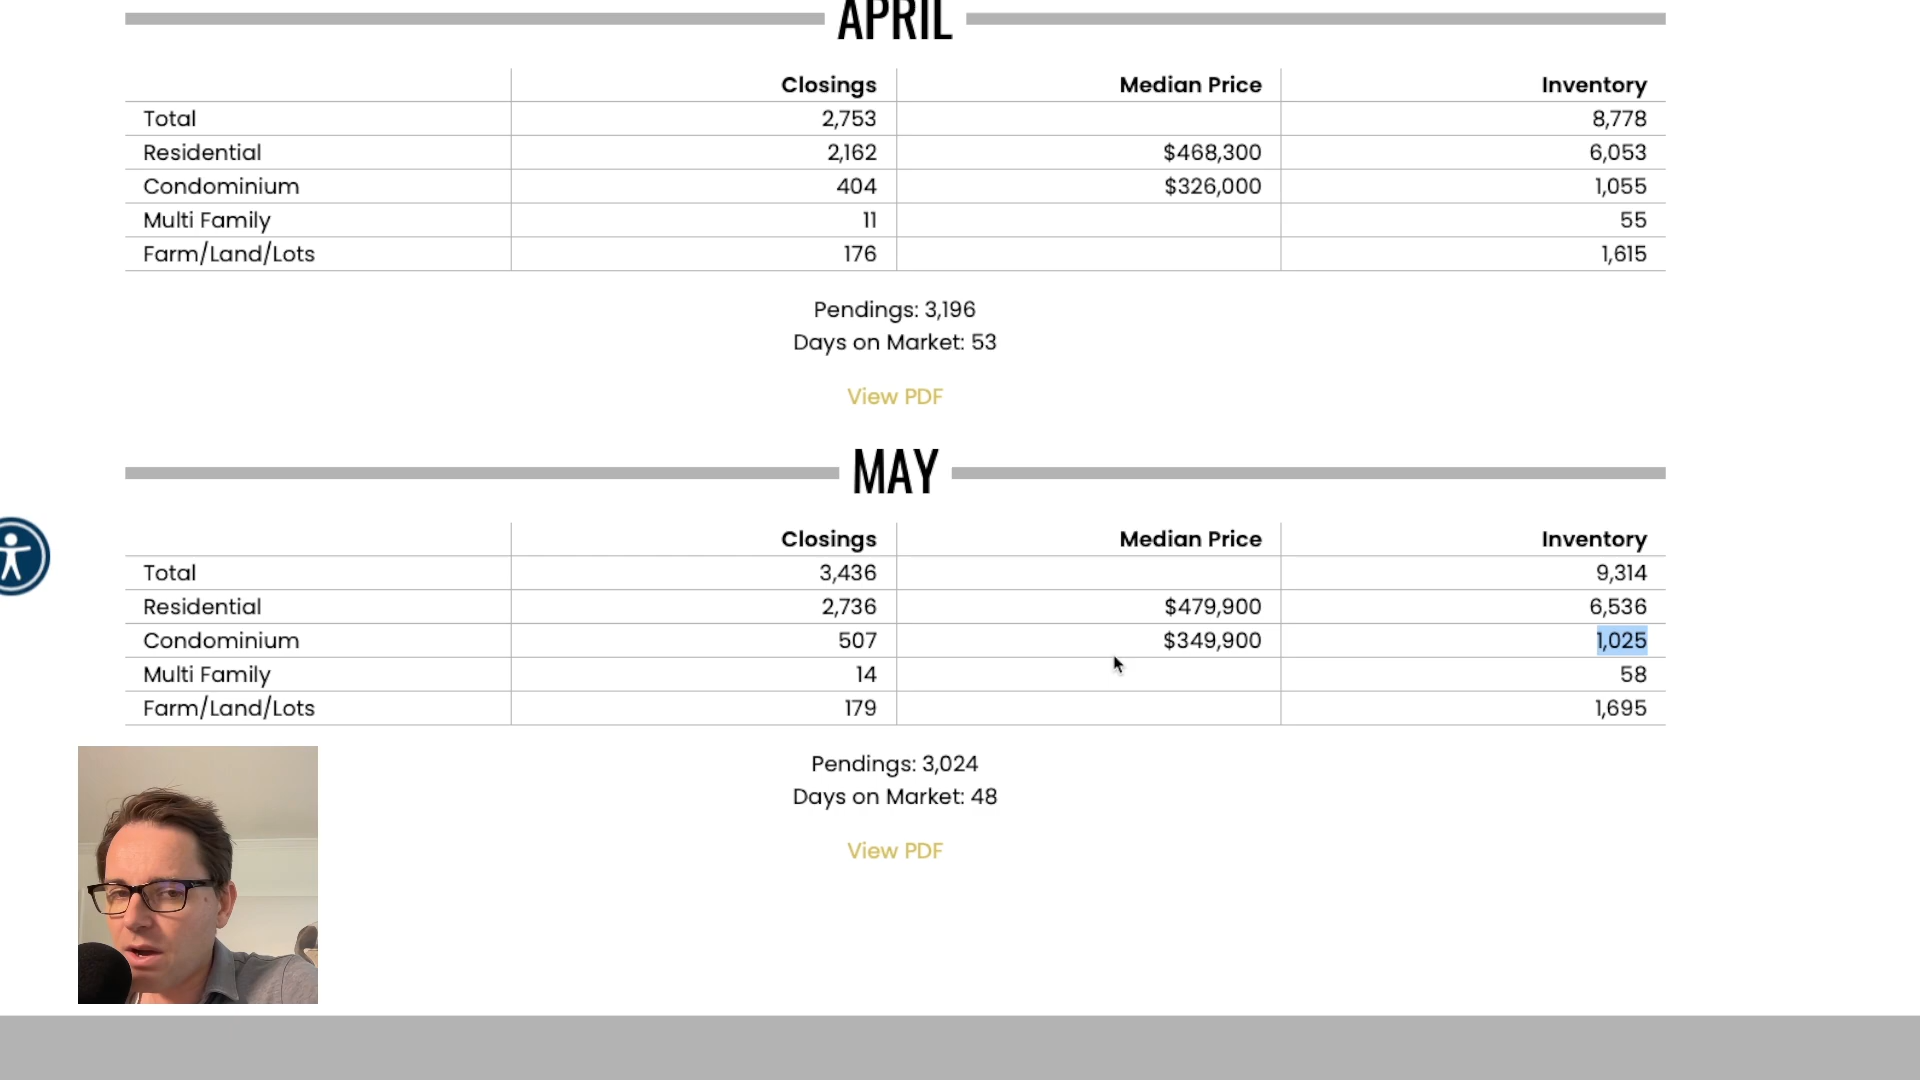 APRIL
Closings Median Price Inventory
Total 2,753 8,778
Residential 2,162 $468,300 6,053
Condominium 404 $326,000 1,055
Multi Family 11 55
Farm/Land/Lots 176 1,615
Pendings: 3,196
Days on Market: 53
View PDF
MAY
Closings Median Price Inventory
Total 3,436 9,314
Residential 2,736 $479,900 6,536
Condominium 507 $349,900 1,025
Multi Family 14 58
Farm/Land/Lots 179 1,695
Pendings: 3,024
Days on Market: 48
View PDF